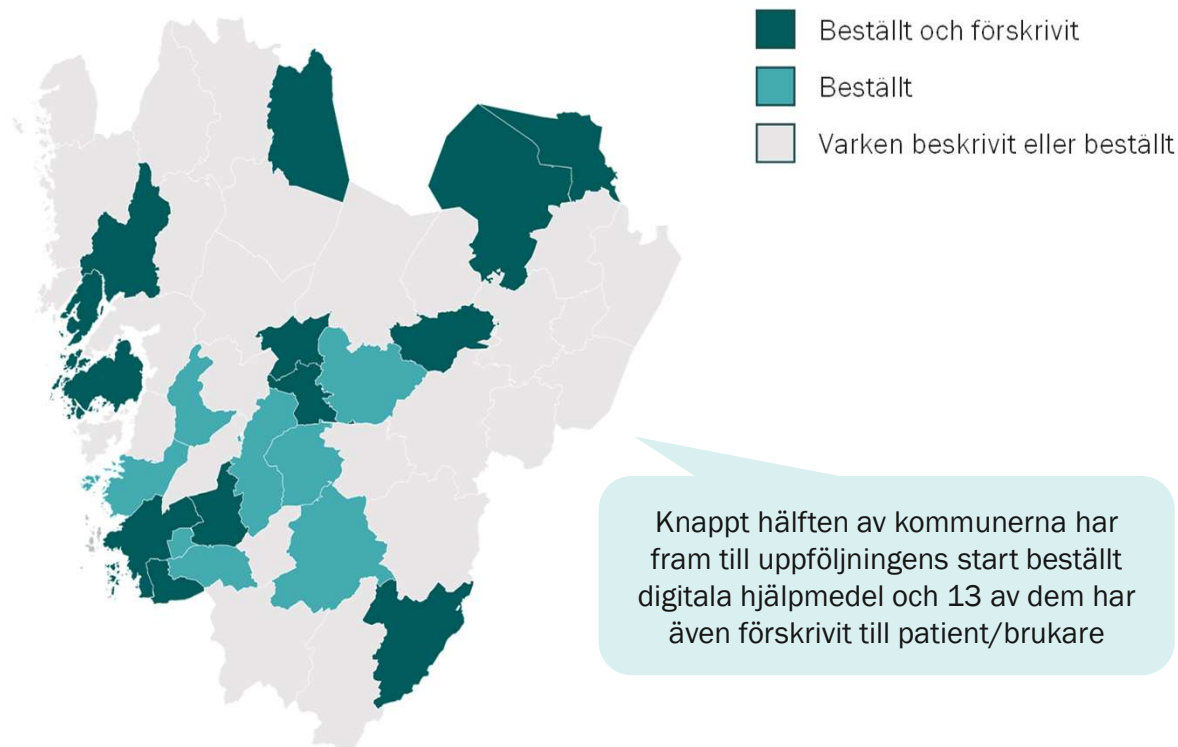 Beställt och förskrivit
Beställt
Varken beskrivit eller beställt
Knappt hälften av kommunerna har
fram till uppföljningens start beställt
digitala hjälpmedel och 13 av dem har
även förskrivit till patient/brukare